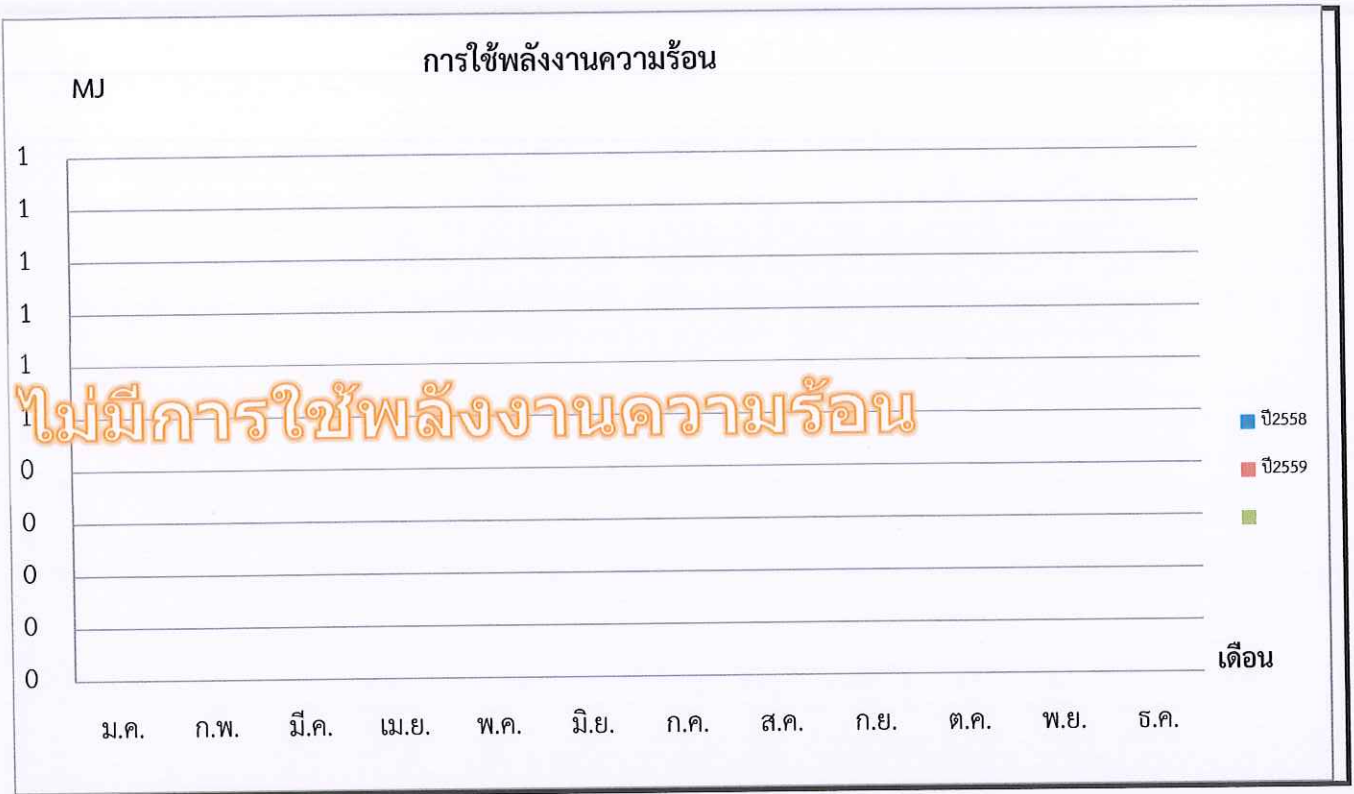 การใช้พลังงานความร้อน
MJ
1
1
1
1
1
1
ไม่มีการใช้พลังงานความร้อน
0
0
0
0
0
ปี2558
ปี2559
เดือน
ม.ค. ก.พ. มี.ค. เม.ย. พ.ค. มิ.ย. ก.ค. ส.ค. ก.ย. ต.ค. พ.ย. ธ.ค.